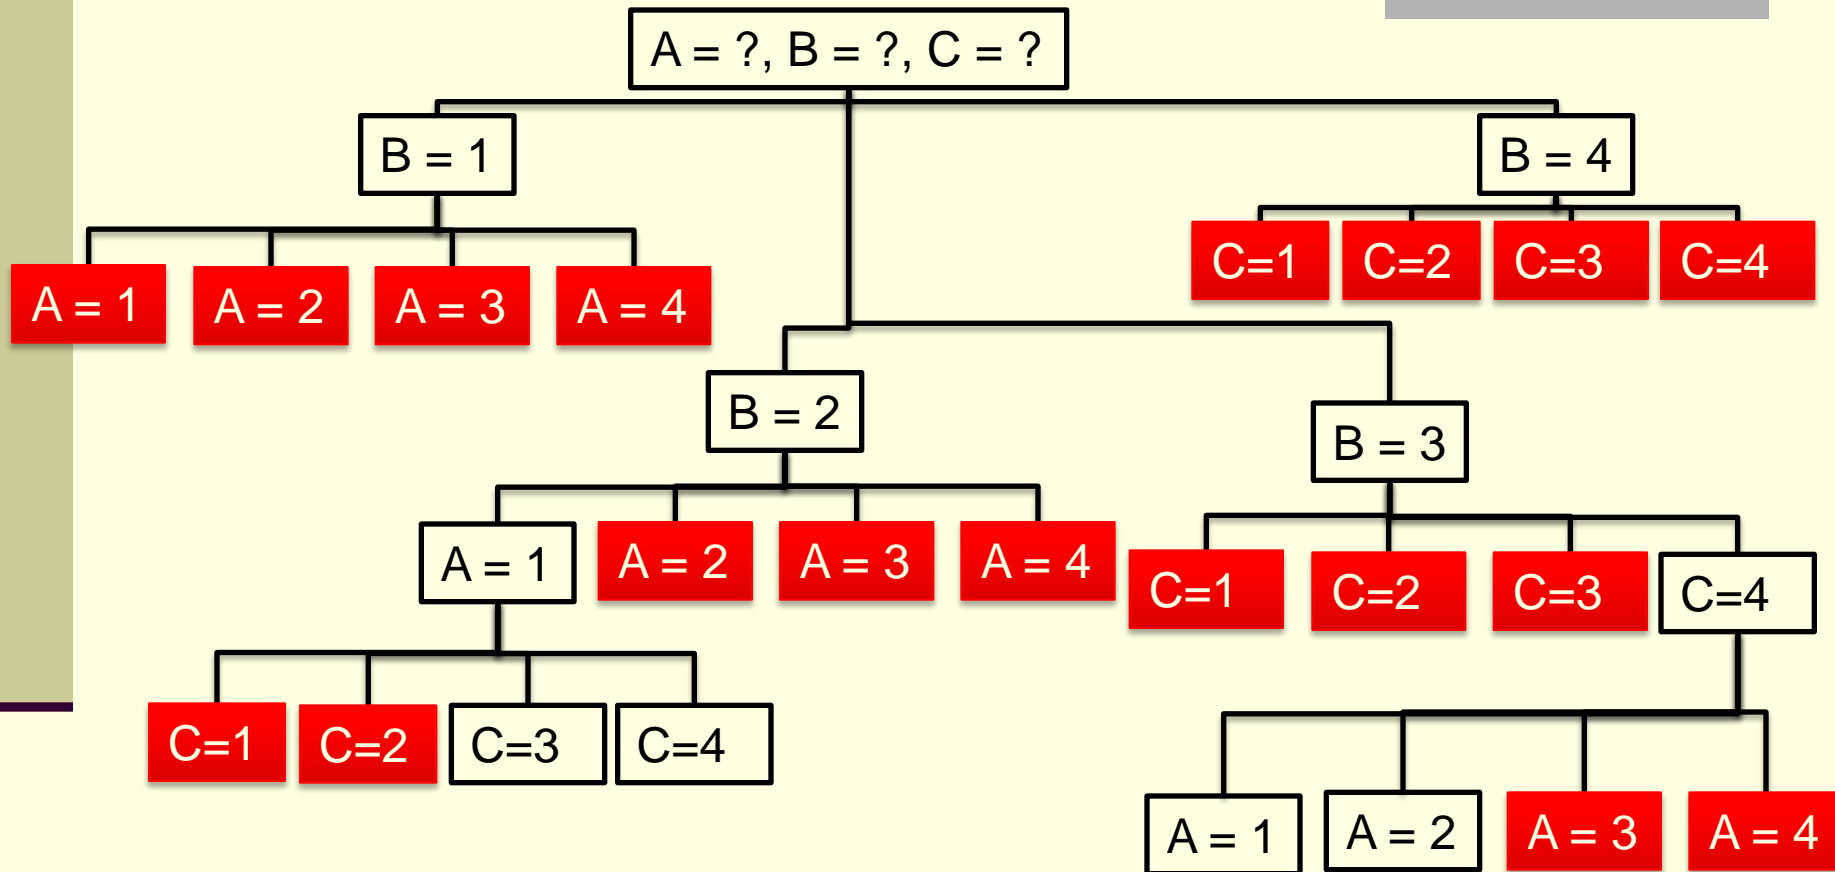 A = ?, B = ?, C = ?
B = 1
B = 4
C=1
C=2
C=3
C=4
A = 1
A = 2
A = 3
A = 4
B = 2
B = 3
A = 1
A = 2
A = 3
A = 4
C=1
C=2
C=3
C=4
C=1
C=2
C=3
C=4
A = 1
A = 2
A = 3
A = 4